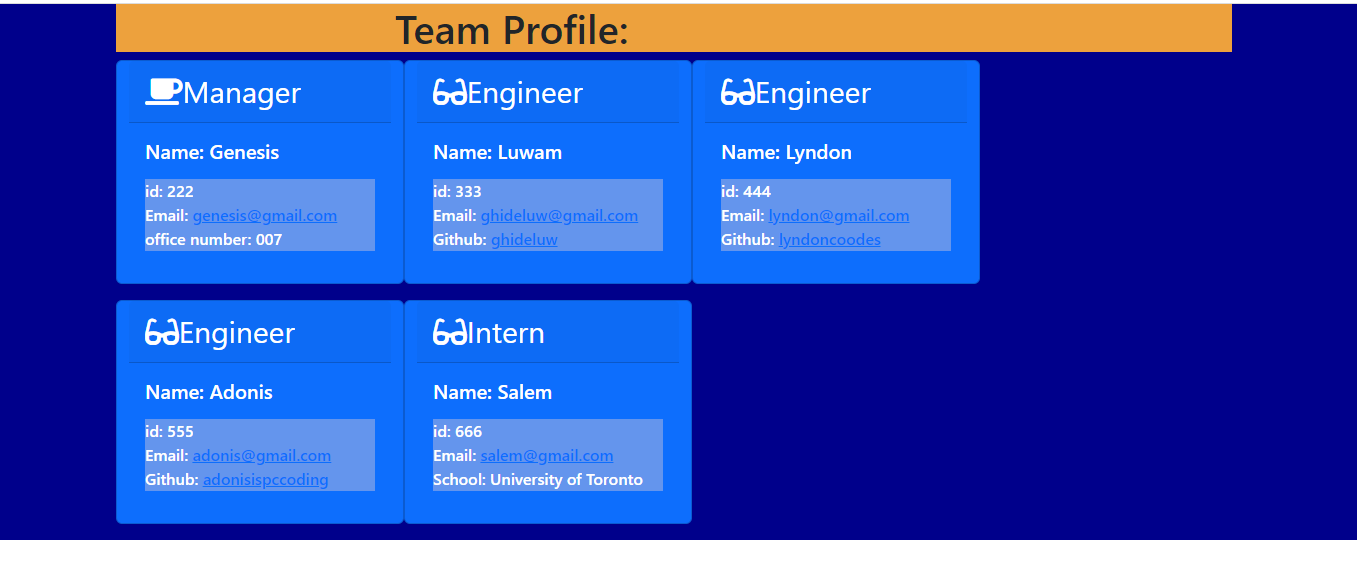 Team Profile:
Manager
Name: Genesis
id: 222
Email: genesis@gmail.com
office number: 007
Engineer
Name: Luwam
id: 333
Email: ghideluw@gmail.com
Github: ghideluw
Engineer
Name: Lyndon
id: 444
Email: lyndon@gmail.com
Github: lyndoncoodes
Engineer
Name: Adonis
id: 555
Email: adonis@gmail.com
Github: adonisispccoding
Intern
Name: Salem
id: 666
Email: salem@gmail.com
School: University of Toronto